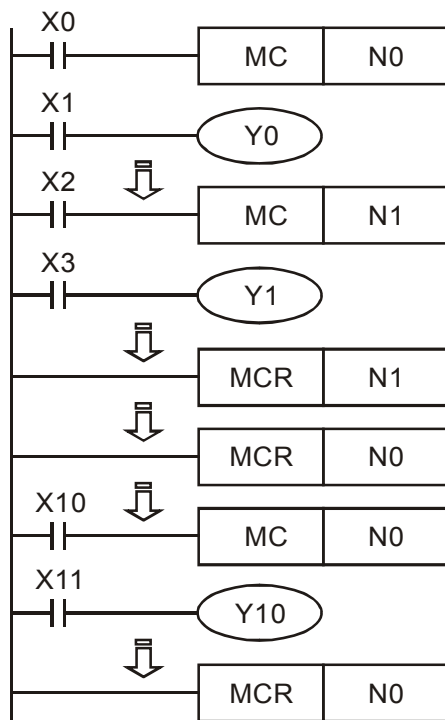 X0
MC N0
X1
Y0
X2
MC N1
X3
Y1
MCR N1
MCR N0
X10
MC N0
X11
Y10
MCR N0